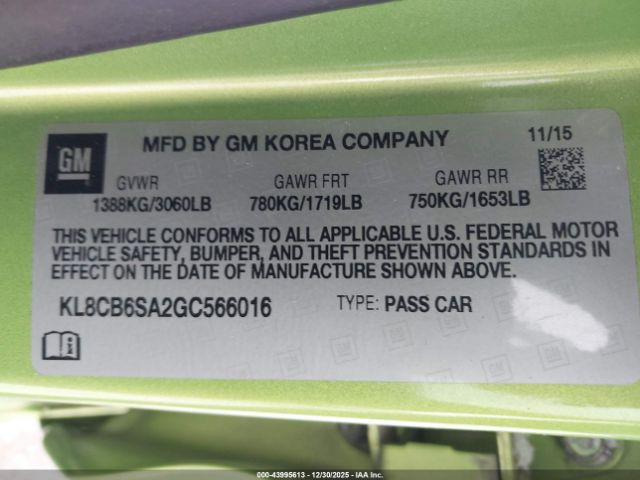 GM
MFD BY GM KOREA COMPANY
11/15
GVWR
GAWR FRT
GAWR RR
1388KG/3060LB
780KG/1719LB
750KG/1653LB
THIS VEHICLE CONFORMS TO ALL APPLICABLE U.S. FEDERAL MOTOR
VEHICLE SAFETY, BUMPER, AND THEFT PREVENTION STANDARDS IN
EFFECT ON THE DATE OF MANUFACTURE SHOWN ABOVE.
KL8CB6SA2GC566016
TYPE: PASS CAR
000-43995613 - 12/30/2025 - IAA Inc.